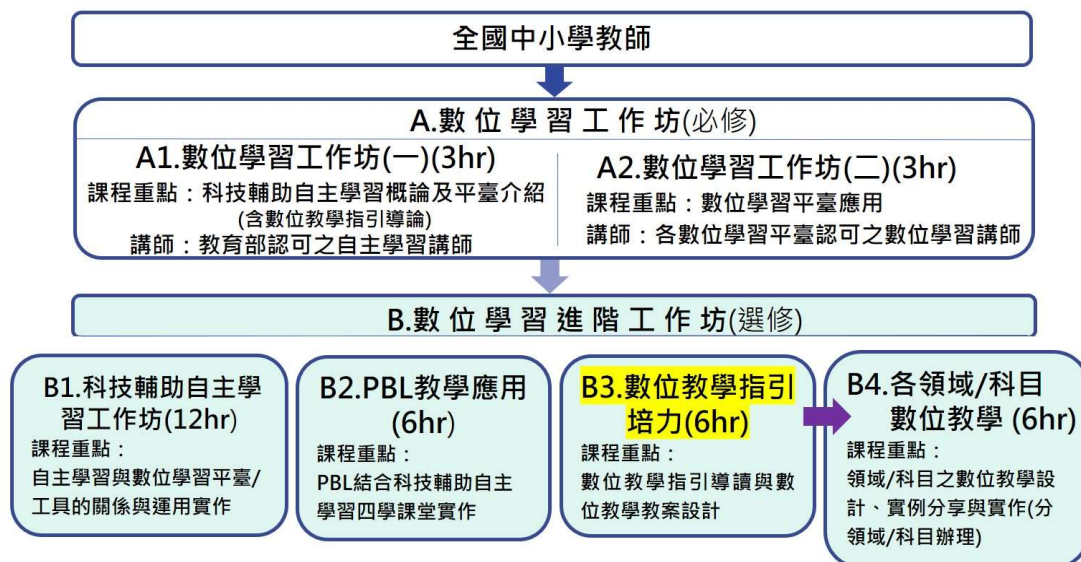 全國中小學教師
A.數位學習工作坊(必修)
A1.數位學習工作坊(一)(3hr)
課程重點：科技輔助自主學習概論及平臺介紹
(含數位教學指引導論)
講師：教育部認可之自主學習講師
A2.數位學習工作坊(二)(3hr)
課程重點：數位學習平臺應用
講師：各數位學習平臺認可之數位學習講師
B.數位學習進階工作坊(選修)
B1.科技輔助自主學
習工作坊(12hr)
課程重點：
自主學習與數位學習平臺/
工具的關係與運用實作
B2.PBL教學應用
(6hr)
課程重點：
PBL結合科技輔助自主
學習四學課堂實作
B3.數位教學指引
培力(6hr)
課程重點：
數位教學指引導讀與數
位教學教案設計
B4.各領域/科目
數位教學 (6hr)
課程重點：
領域/科目之數位教學設
計、實例分享與實作(分
領域/科目辦理)